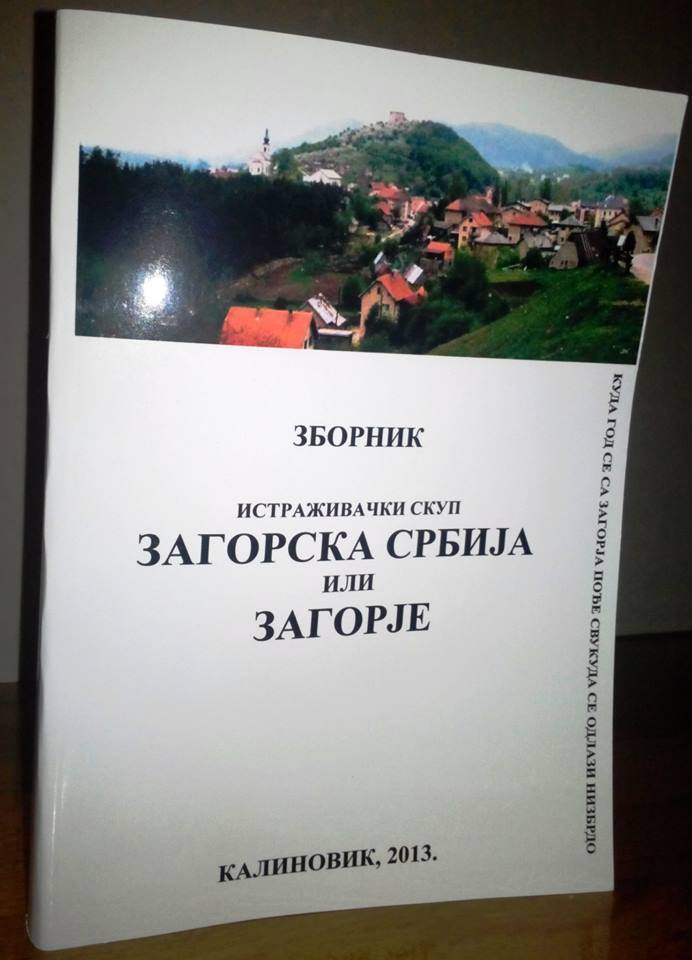 ЗБОРНИК
ИСТРАЖИВАЧКИ СКУП
ЗАГОРСКА СРБИЈА
ИЛИ
ЗАГОРЈЕ
КАЛИНОВИК, 2013.
КУДА ГОД СЕ СА ЗАГОРЈА ПОЂЕ СВУКУДА СЕ ОДЛАЗИ НИЗБРДО